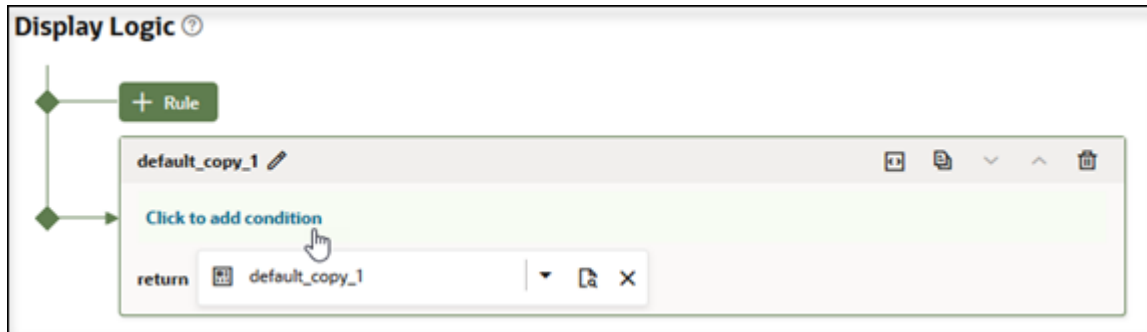 Display Logic
+ Rule
default_copy_1
Click to add condition
return default_copy_1